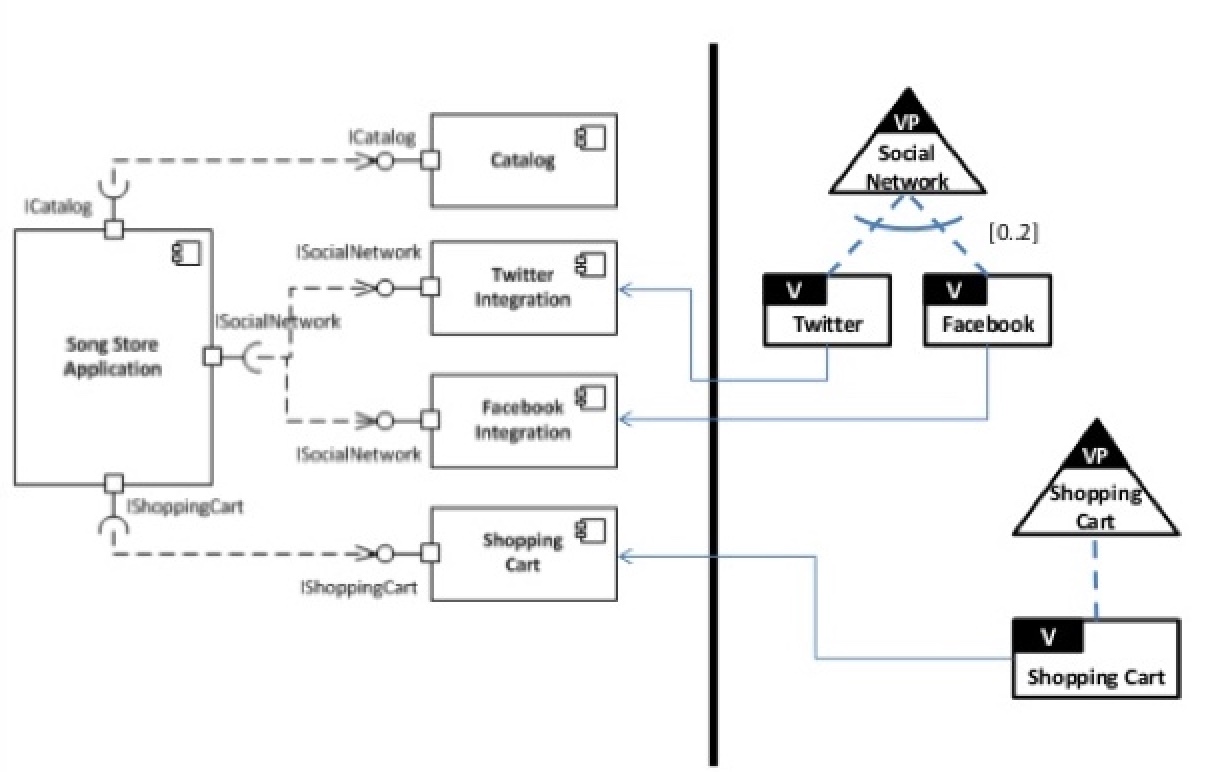 ICatalog
Catalog
ICatalog
ISocialNetwork
Twitter
Integration
ISocialNetwork
Song Store
Application
Facebook
Integration
ISocialNetwork
IShoppingCart
Shopping
Cart
IShoppingCart
VP
Social
Network
[0..2]
V
Twitter
V
Facebook
VP
Shopping
Cart
V
Shopping Cart